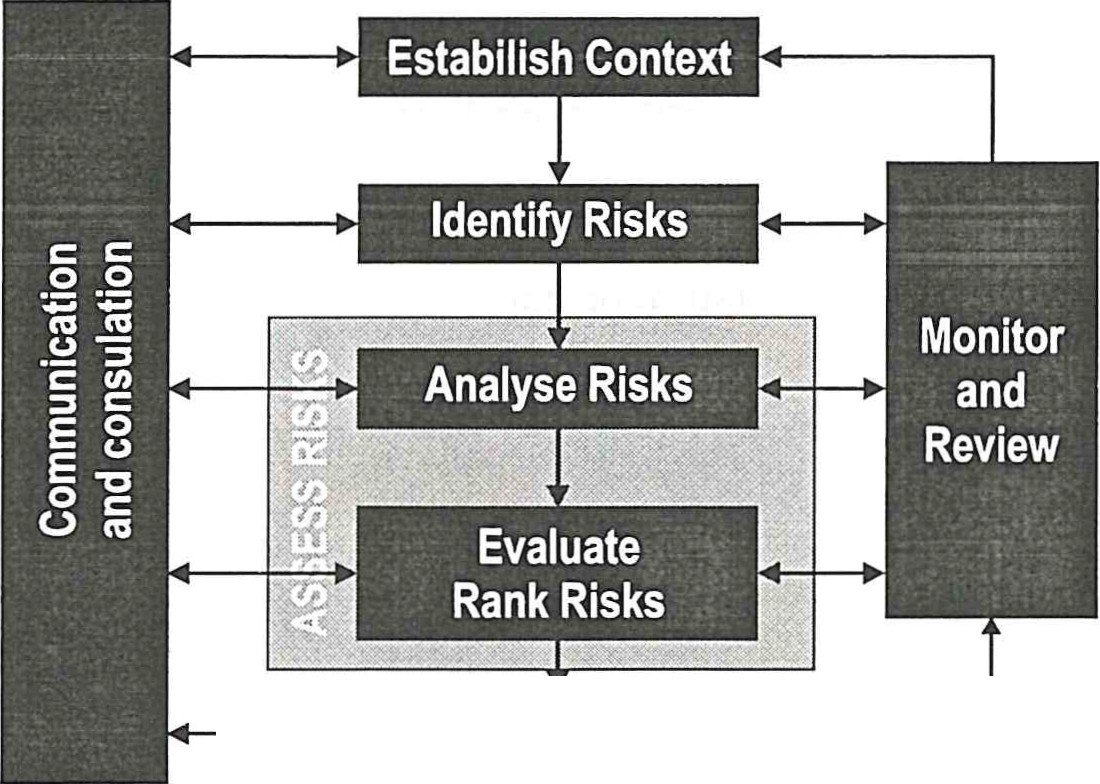 Estabilish Context
Identify Risks
Communication
and consulation
ASSESS RISKS
Analyse Risks
Monitor
and
Review
Evaluate
Rank Risks